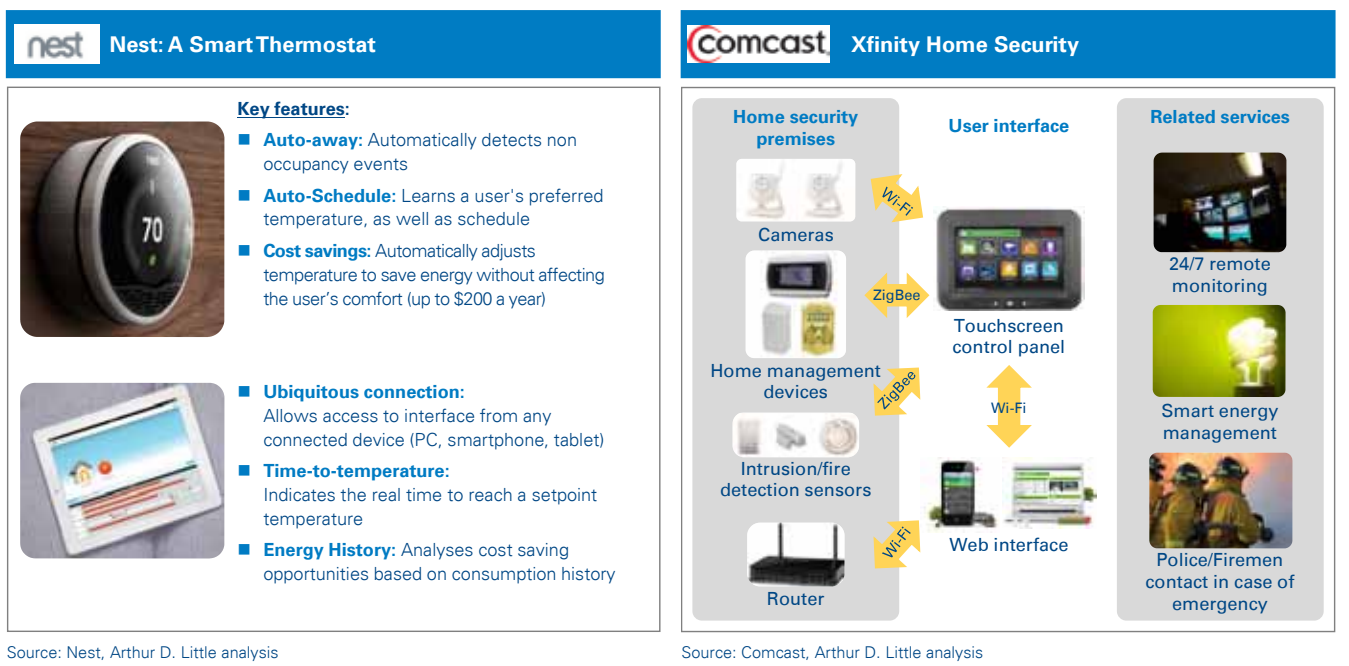 nest
Nest: A Smart Thermostat
Key features:
Auto-away: Automatically detects non
occupancy events
Auto-Schedule: Learns a user's preferred
temperature, as well as schedule
Cost savings: Automatically adjusts
temperature to save energy without affecting
the user’s comfort (up to $200 a year)
70
Ubiquitous connection:
Allows access to interface from any
connected device (PC, smartphone, tablet)
Time-to-temperature:
Indicates the real time to reach a setpoint
temperature
Energy History: Analyses cost saving
opportunities based on consumption history
Source: Nest, Arthur D. Little analysis
Comcast
Xfinity Home Security
Home security
premises
Cameras
Home management
devices
Intrusion/fire
detection sensors
Router
Wi-Fi
ZigBee
ZigBee
Wi-Fi
User interface
Touchscreen
control panel
Wi-Fi
Web interface
Related services
24/7 remote
monitoring
Smart energy
management
Police/Firemen
contact in case of
emergency
Source: Comcast, Arthur D. Little analysis